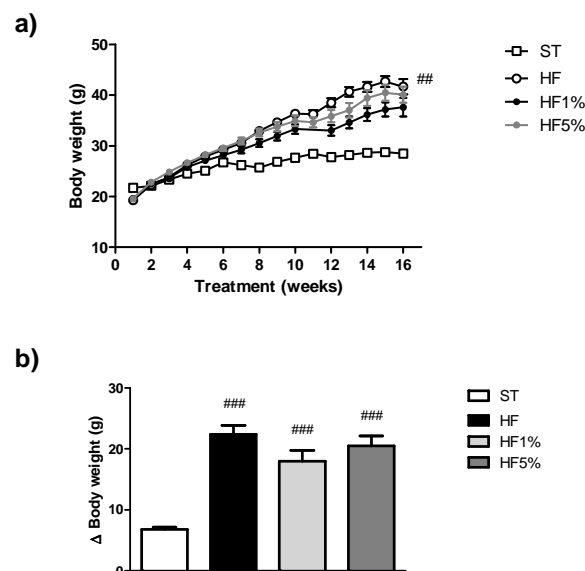 a)
Body weight (g)
50
40
30
20
10
0 2 4 6 8 10 12 14 16
Treatment (weeks)
##
ST
HF
HF1%
HF5%
b)
Δ Body weight (g)
30
20
10
0
###
###
###
ST
HF
HF1%
HF5%